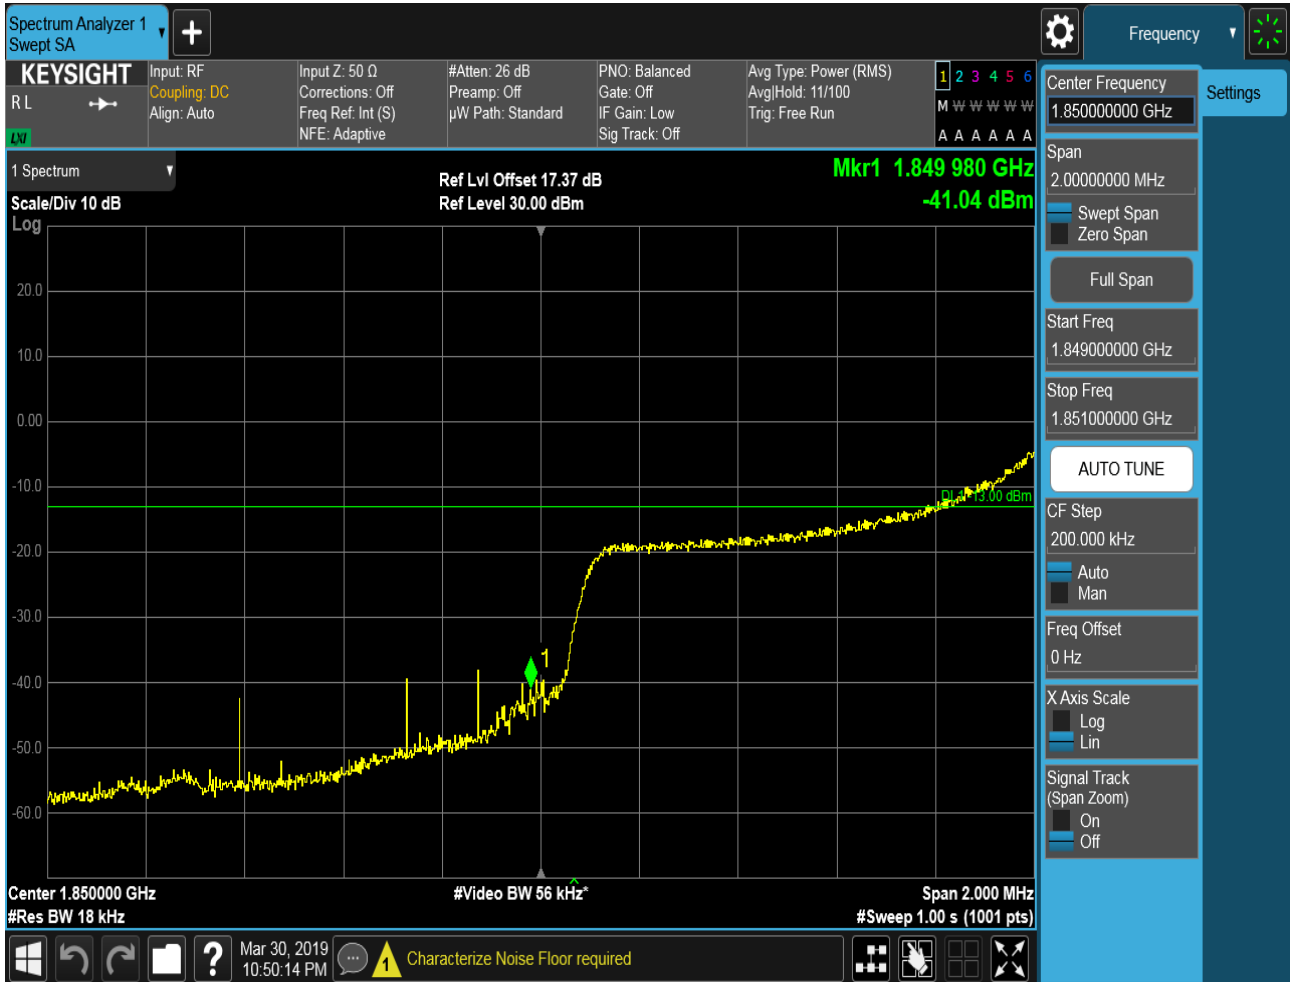 Spectrum Analyzer 1
Swept SA
Frequency
KEYSIGHT
R L
LXI
Input: RF
Coupling: DC
Align: Auto
Input Z: 50 Ω
Corrections: Off
Freq Ref: Int (S)
NFE: Adaptive
#Atten: 26 dB
Preamp: Off
µW Path: Standard
PNO: Balanced
Gate: Off
IF Gain: Low
Sig Track: Off
Avg Type: Power (RMS)
Avg|Hold: 11/100
Trig: Free Run
1 2 3 4 5 6
M W W W W W
A A A A A A
1 Spectrum
Scale/Div 10 dB
Log
Ref Lvl Offset 17.37 dB
Ref Level 30.00 dBm
Mkr1 1.849 980 GHz
-41.04 dBm
20.0
10.0
0.00
-10.0
DL1 -13.00 dBm
-20.0
-30.0
1
-40.0
-50.0
-60.0
Center 1.850000 GHz
#Video BW 56 kHz*
Span 2.000 MHz
#Res BW 18 kHz
#Sweep 1.00 s (1001 pts)
?
Mar 30, 2019
10:50:14 PM
1
Characterize Noise Floor required
Center Frequency
1.850000000 GHz
Settings
Span
2.00000000 MHz
Swept Span
Zero Span
Full Span
Start Freq
1.849000000 GHz
Stop Freq
1.851000000 GHz
AUTO TUNE
CF Step
200.000 kHz
Auto
Man
Freq Offset
0 Hz
X Axis Scale
Log
Lin
Signal Track
(Span Zoom)
On
Off